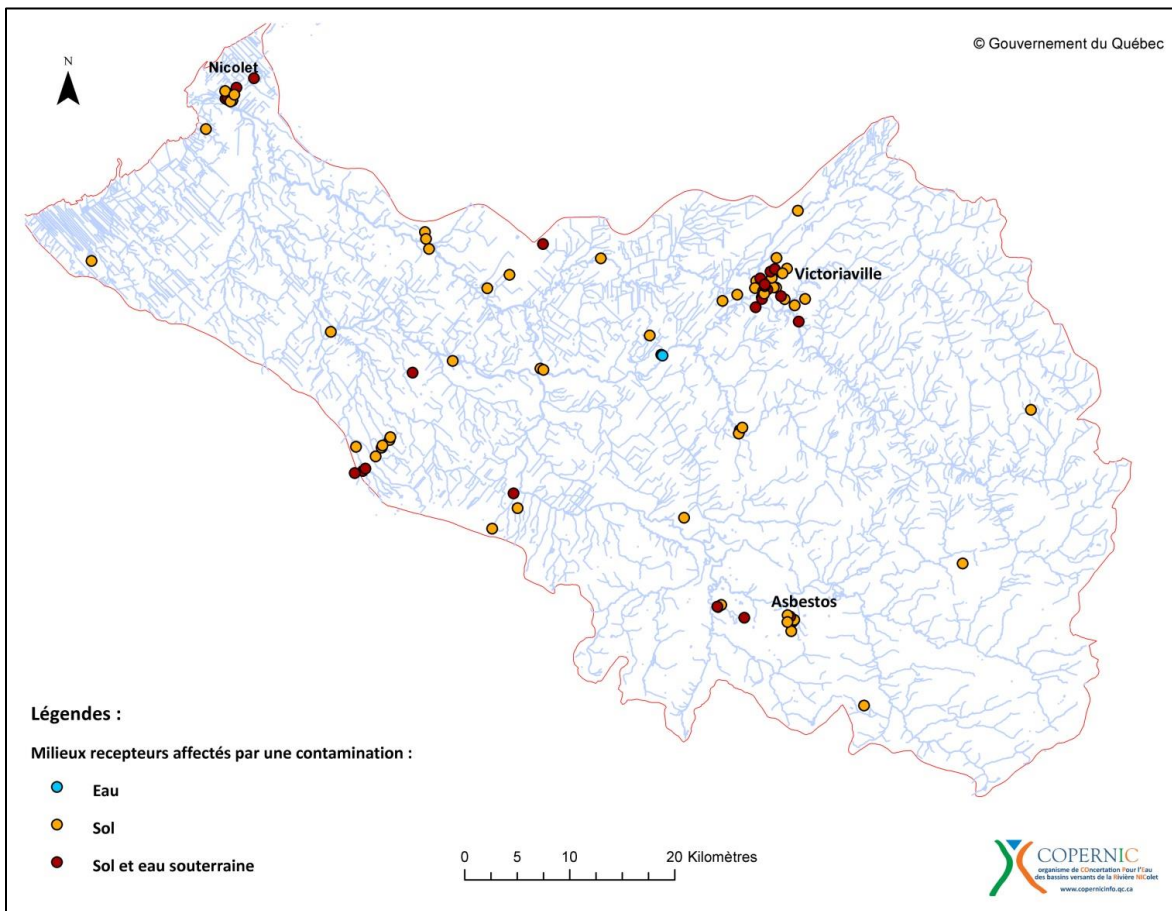 © Gouvernement du Québec
N
Nicolet
Victoriaville
Asbestos
Légendes :
Milieux recepteurs affectés par une contamination :
Eau
Sol
Sol et eau souterraine
0 5 10 20 Kilomètres
COPERNIC
organisme de COncertation Pour l'Eau
des bassins versants de la Rivière NIColet
www.copernicinfo.qc.ca